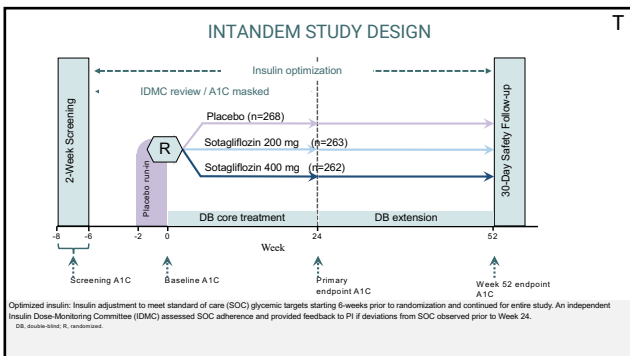 T
INTANDEM STUDY DESIGN
Insulin optimization
IDMC review / A1C masked
2-Week Screening
Placebo run-in
R
Placebo (n=268)
Sotagliflozin 200 mg (n=263)
Sotagliflozin 400 mg (n=262)
30-Day Safety Follow-up
DB core treatment
DB extension
-8 -6 -2 0 24 52
Week
Screening A1C
Baseline A1C
Primary
endpoint A1C
Week 52 endpoint
A1C
Optimized insulin: Insulin adjustment to meet standard of care (SOC) glycemic targets starting 6-weeks prior to randomization and continued for entire study. An independent
Insulin Dose-Monitoring Committee (IDMC) assessed SOC adherence and provided feedback to PI if deviations from SOC observed prior to Week 24.
DB, double-blind; R, randomized.